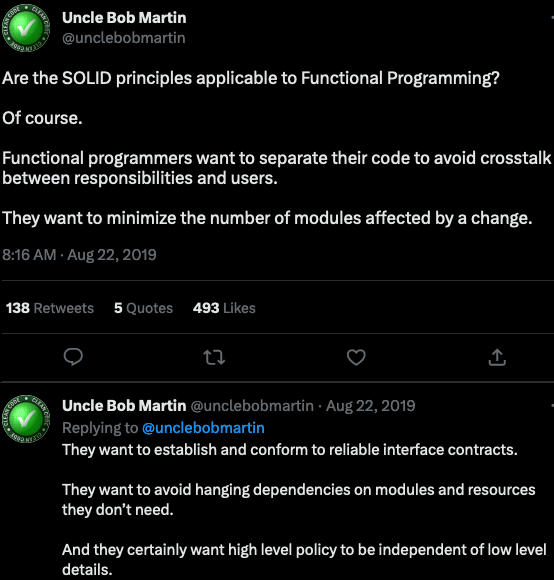 Uncle Bob Martin
@unclebobmartin
Are the SOLID principles applicable to Functional Programming?
Of course.
Functional programmers want to separate their code to avoid crosstalk
between responsibilities and users.
They want to minimize the number of modules affected by a change.
8:16 AM · Aug 22, 2019
138 Retweets 5 Quotes 493 Likes
Uncle Bob Martin @unclebobmartin · Aug 22, 2019
Replying to @unclebobmartin
They want to establish and conform to reliable interface contracts.
They want to avoid hanging dependencies on modules and resources
they don’t need.
And they certainly want high level policy to be independent of low level
details.